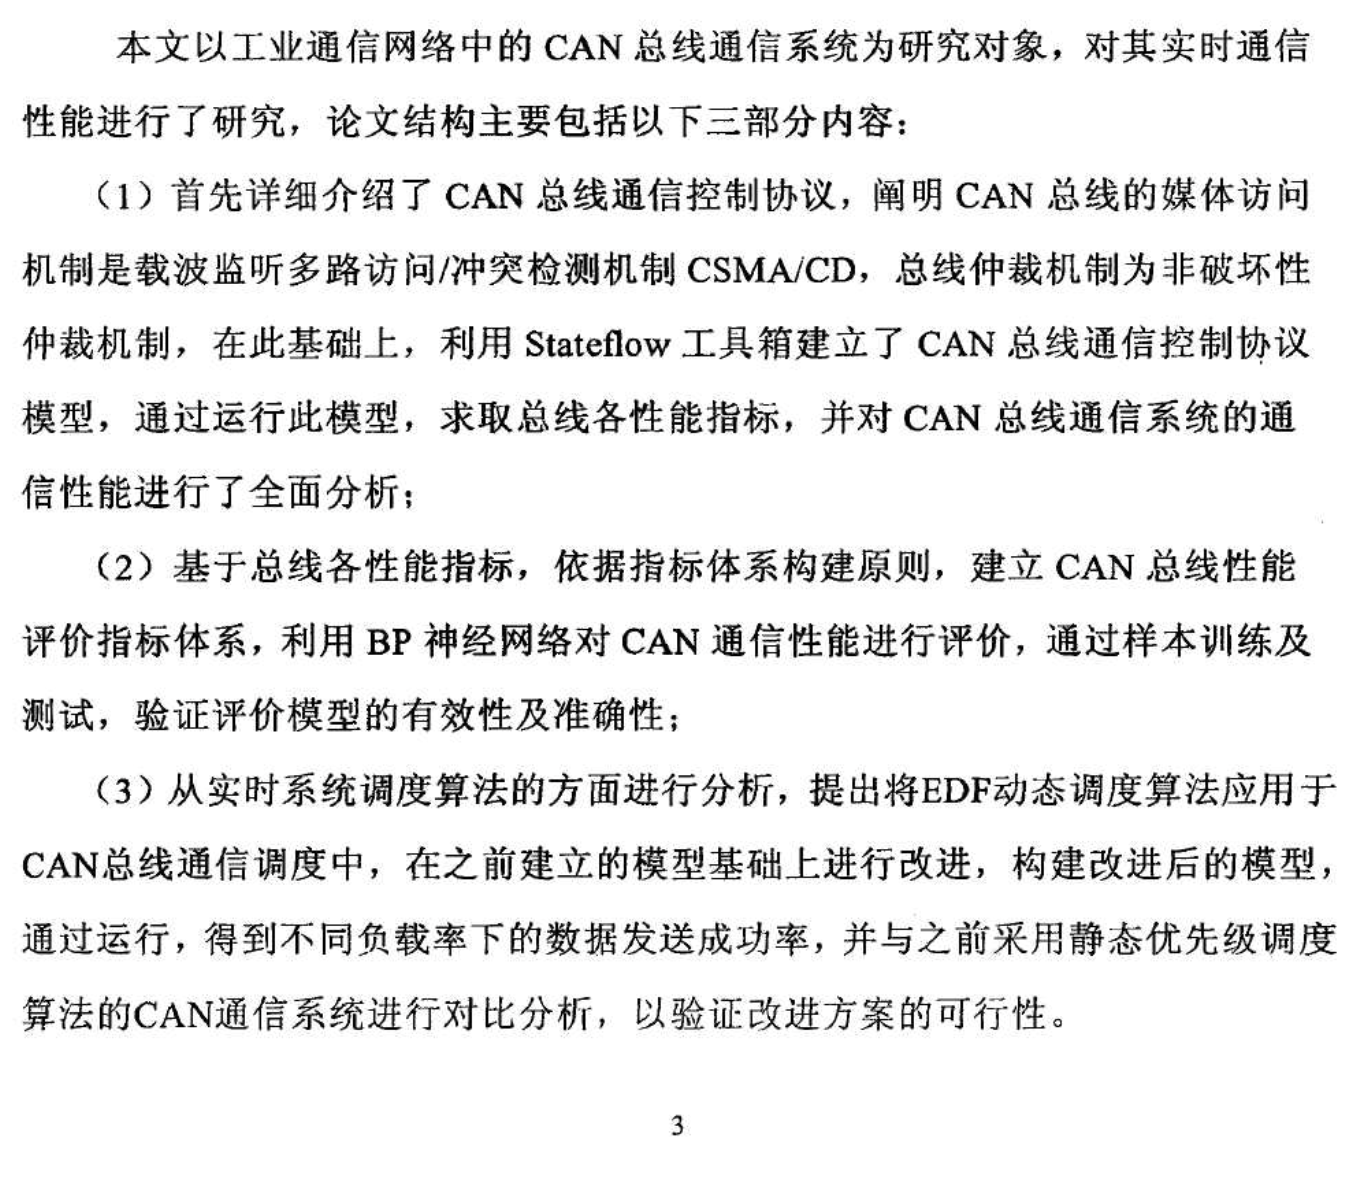 本文以工业通信网络中的 CAN 总线通信系统为研究对象，对其实时通信
性能进行了研究，论文结构主要包括以下三部分内容：
（1）首先详细介绍了 CAN 总线通信控制协议，阐明 CAN 总线的媒体访问
机制是载波监听多路访问/冲突检测机制 CSMA/CD，总线仲裁机制为非破坏性
仲裁机制，在此基础上，利用 Stateflow 工具箱建立了 CAN 总线通信控制协议
模型，通过运行此模型，求取总线各性能指标，并对 CAN 总线通信系统的通
信性能进行了全面分析；
（2）基于总线各性能指标，依据指标体系构建原则，建立 CAN 总线性能
评价指标体系，利用 BP 神经网络对 CAN 通信性能进行评价，通过样本训练及
测试，验证评价模型的有效性及准确性；
（3）从实时系统调度算法的方面进行分析，提出将EDF动态调度算法应用于
CAN总线通信调度中，在之前建立的模型基础上进行改进，构建改进后的模型，
通过运行，得到不同负载率下的数据发送成功率，并与之前采用静态优先级调度
算法的CAN通信系统进行对比分析，以验证改进方案的可行性。
3